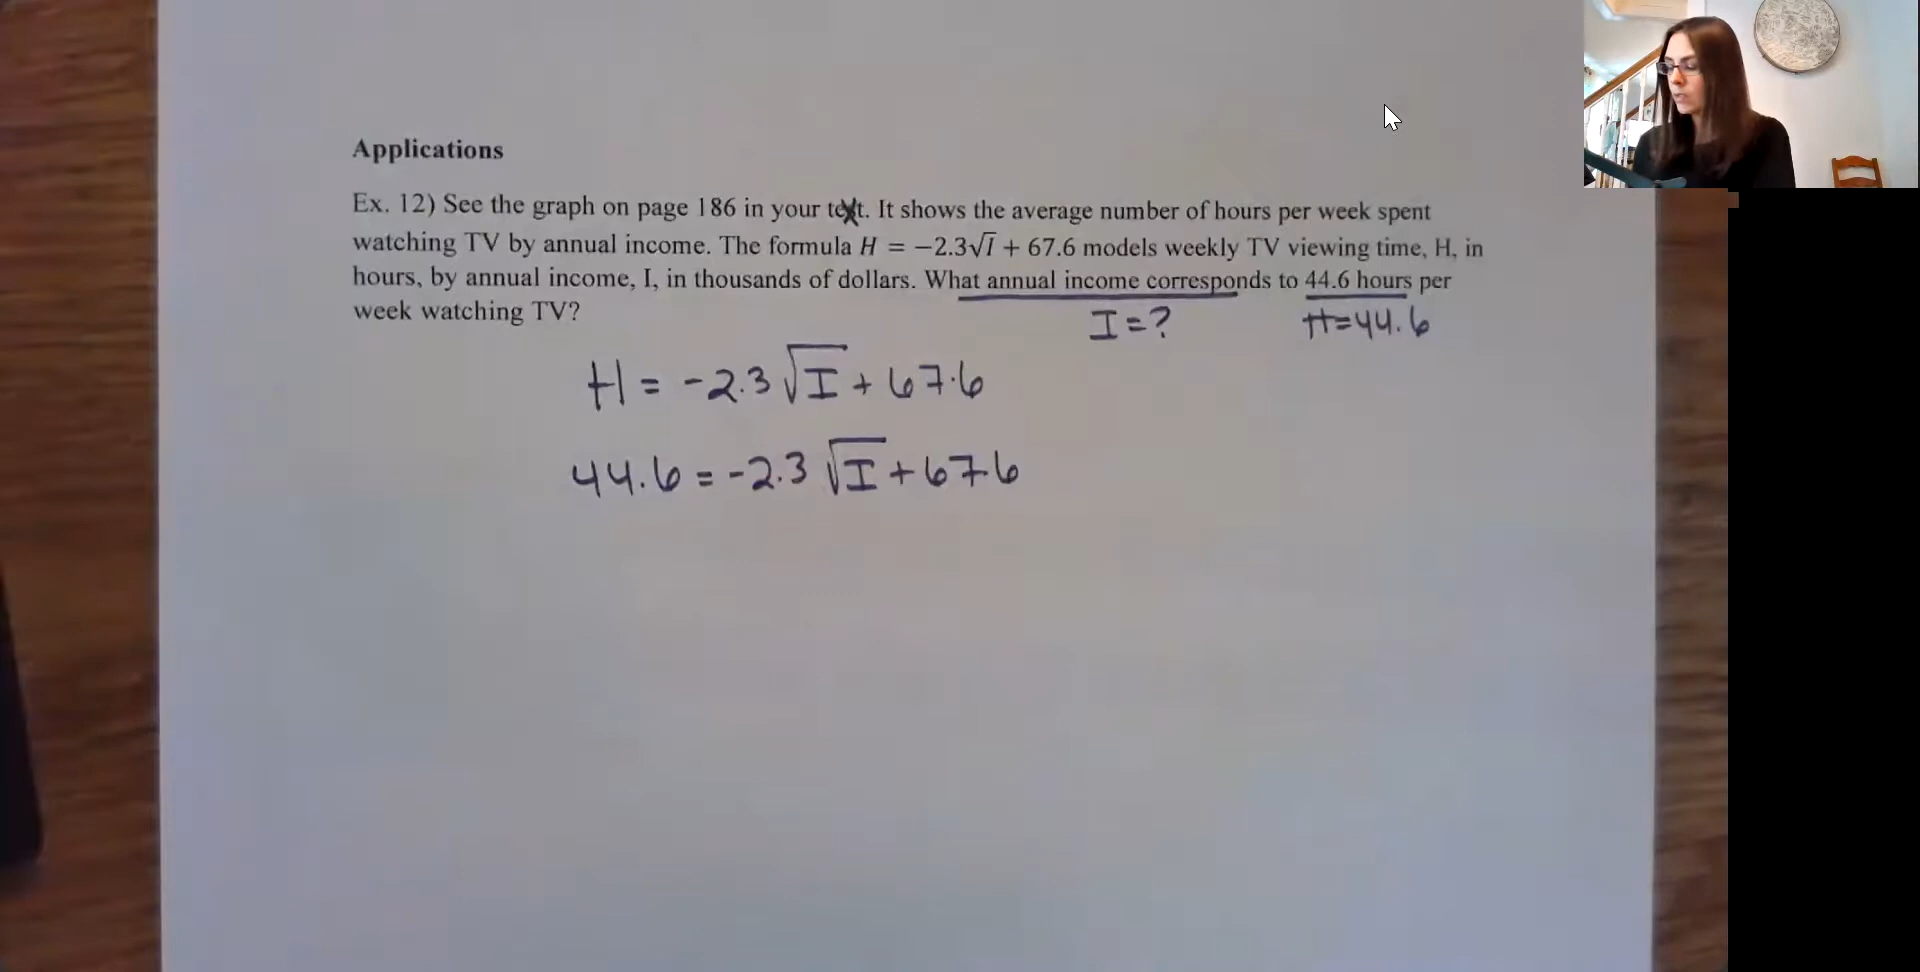 Applications
Ex. 12) See the graph on page 186 in your text. It shows the average number of hours per week spent
watching TV by annual income. The formula H = −2.3√I + 67.6 models weekly TV viewing time, H, in
hours, by annual income, I, in thousands of dollars. What annual income corresponds to 44.6 hours per
week watching TV?
I = ?
H = 44.6
H = -2.3 √I + 67.6
44.6 = -2.3 √I + 67.6